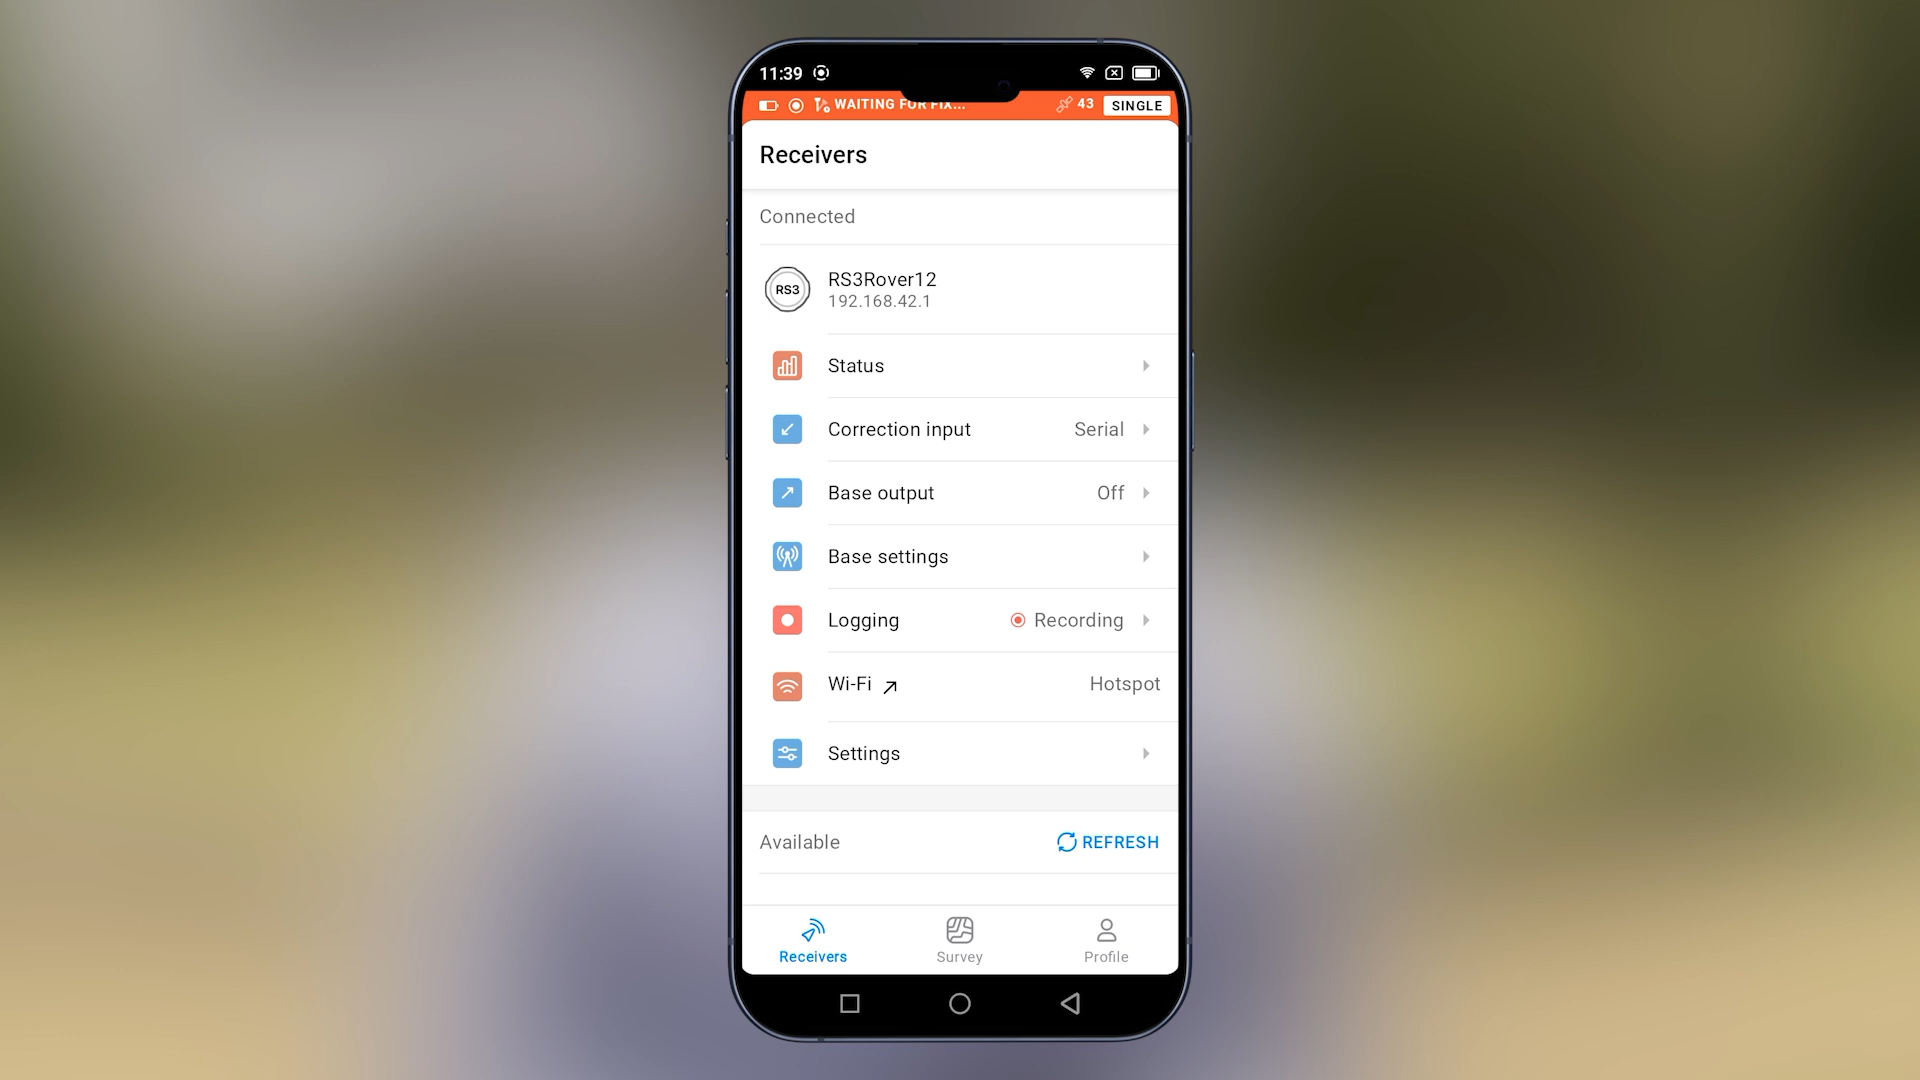 11:39
WAITING FOR FIX... 43 SINGLE
Receivers
Connected
RS3
RS3Rover12
192.168.42.1
Status
Correction input Serial
Base output Off
Base settings
Logging Recording
Wi-Fi Hotspot
Settings
Available REFRESH
Receivers Survey Profile